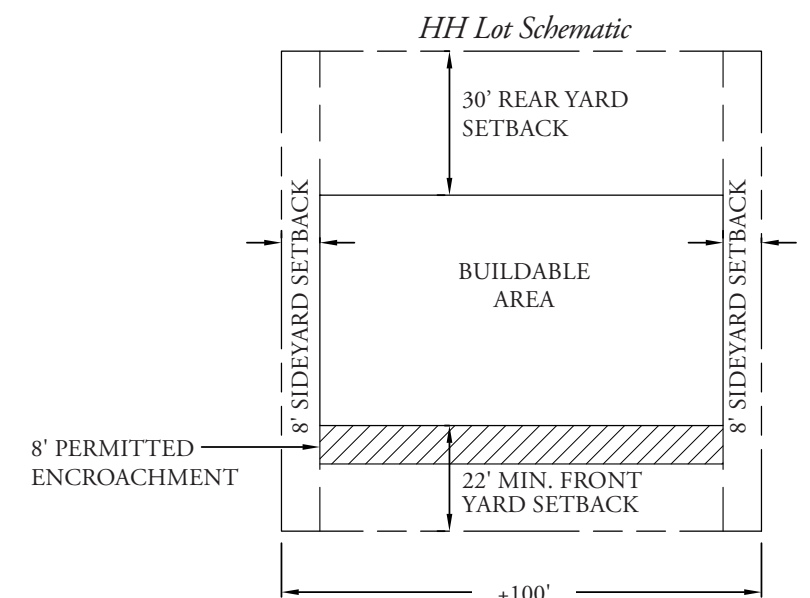 HH Lot Schematic
30’ REAR YARD
SETBACK
8' SIDEYARD SETBACK
8' SIDEYARD SETBACK
BUILDABLE
AREA
8' PERMITTED
ENCROACHMENT
22' MIN. FRONT
YARD SETBACK
+100'